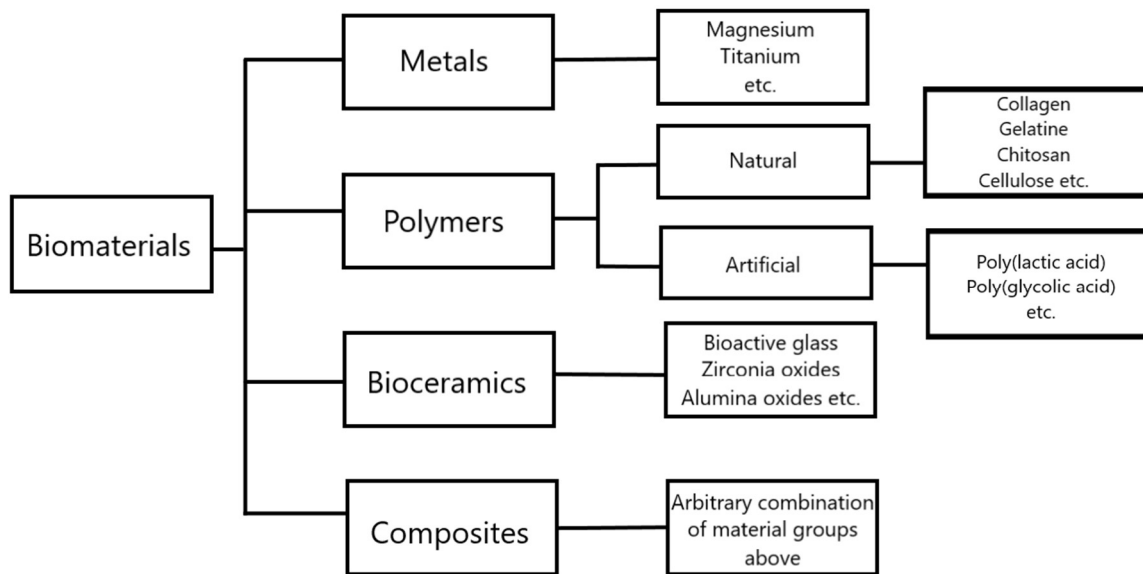 Biomaterials
Metals
Magnesium
Titanium
etc.
Polymers
Natural
Collagen
Gelatine
Chitosan
Cellulose etc.
Artificial
Poly(lactic acid)
Poly(glycolic acid)
etc.
Bioceramics
Bioactive glass
Zirconia oxides
Alumina oxides etc.
Composites
Arbitrary combination
of material groups
above